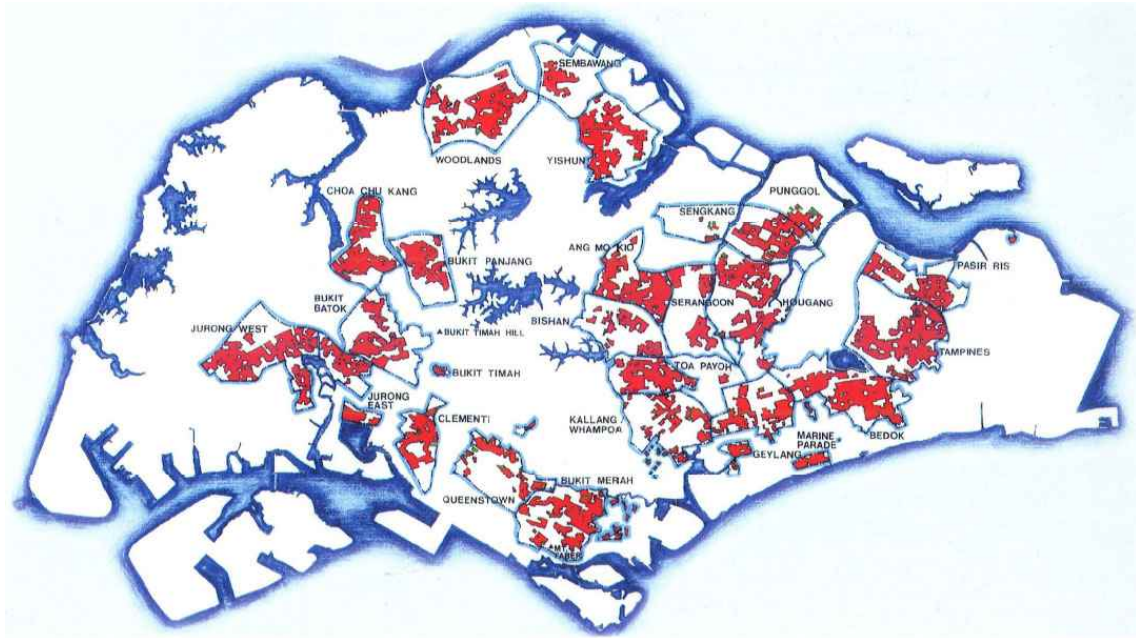 SEMBAWANG
WOODLANDS
YISHUN
CHOA CHU KANG
PUNGGOL
SENGKANG
ANG MO KIO
BUKIT PANJANG
PASIR RIS
BUKIT
BATOK
SERANGOON
HOUGANG
BISHAN
JURONG WEST
BUKIT TIMAH HILL
TAMPINES
BUKIT TIMAH
TOA PAYOH
JURONG
EAST
CLEMENTI
KALLANG
WHAMPOA
MARINE
PARADE
BEDOK
GEYLANG
BUKIT MERAH
QUEENSTOWN
MT.
FABER